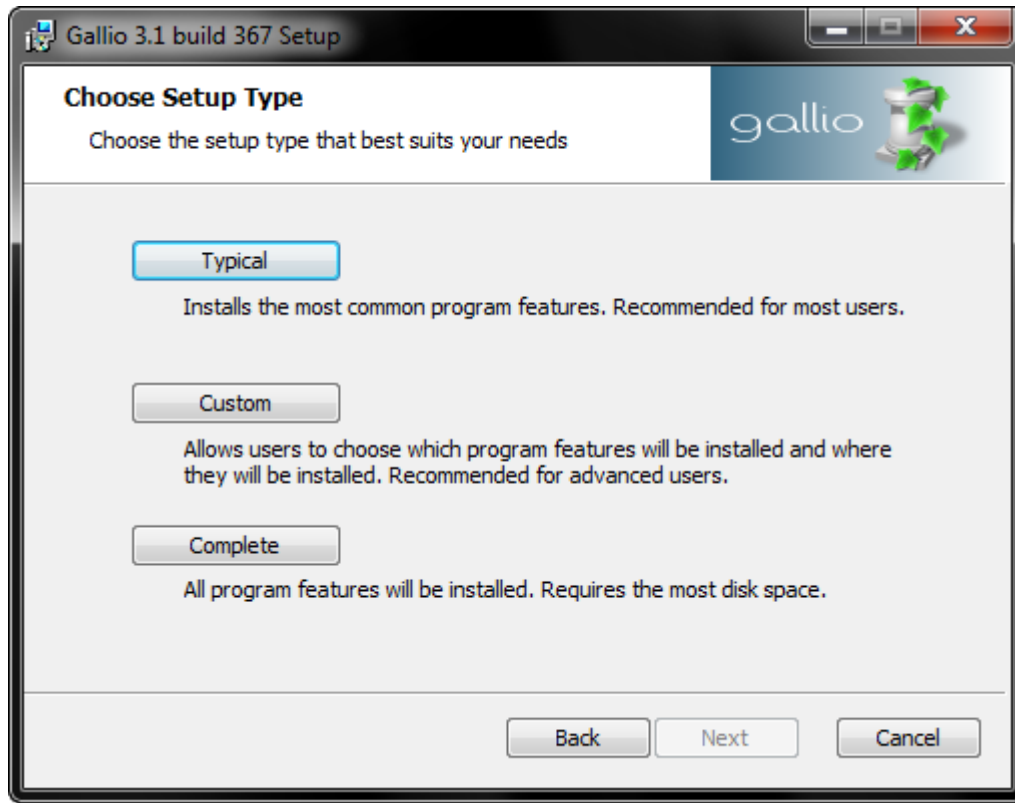 Gallio 3.1 build 367 Setup
Choose Setup Type
Choose the setup type that best suits your needs
gallio
Typical
Installs the most common program features. Recommended for most users.
Custom
Allows users to choose which program features will be installed and where
they will be installed. Recommended for advanced users.
Complete
All program features will be installed. Requires the most disk space.
Back Next Cancel